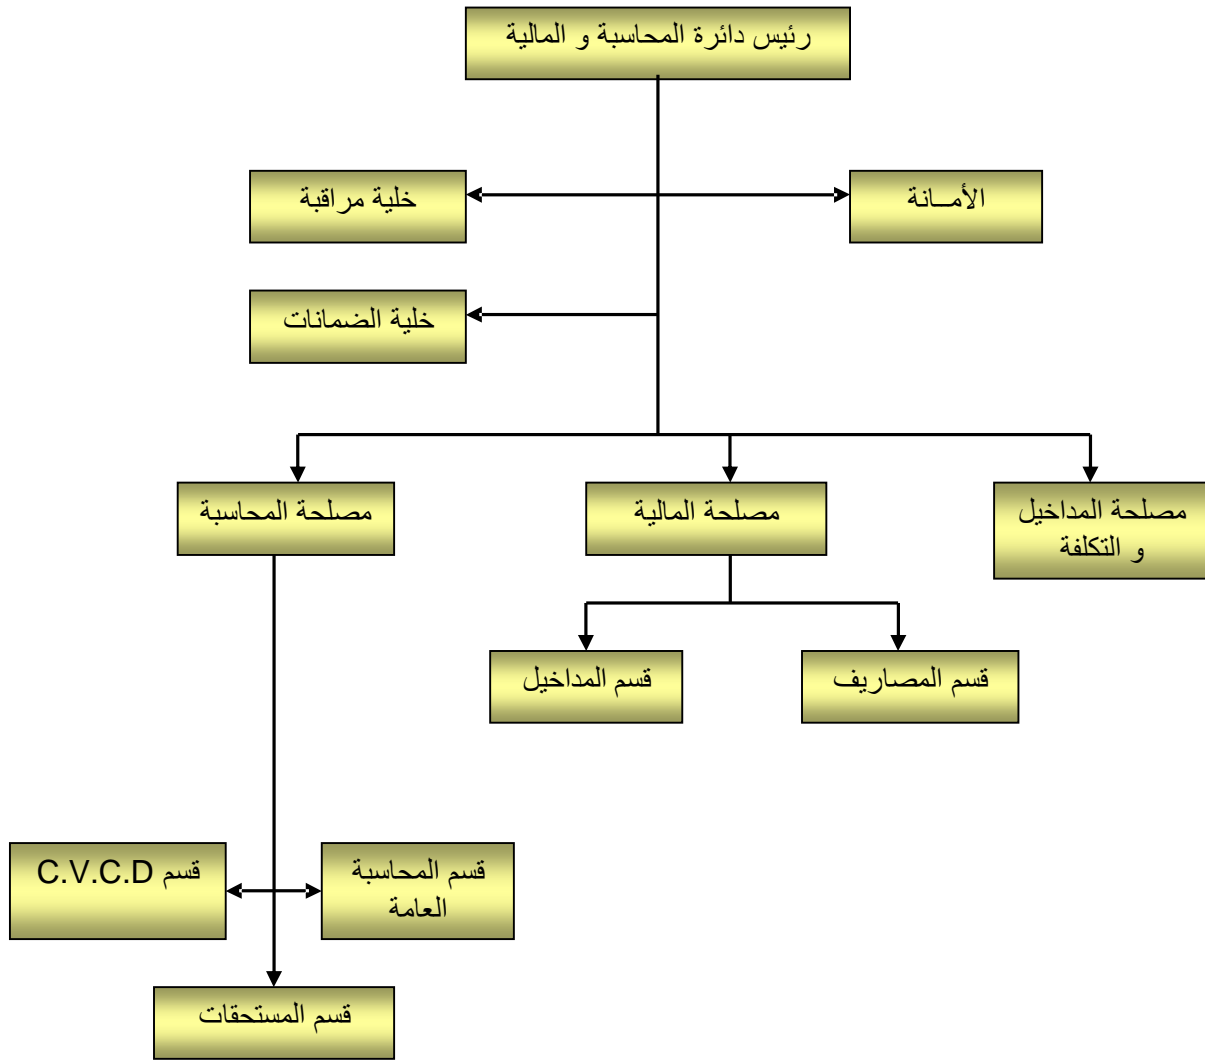 رئيس دائرة المحاسبة و المالية
الأمــانة
خلية مراقبة
خلية الضمانات
مصلحة المداخيل
و التكلفة
مصلحة المالية
مصلحة المحاسبة
قسم المصاريف
قسم المداخيل
قسم المحاسبة
العامة
قسم C.V.C.D
قسم المستحقات